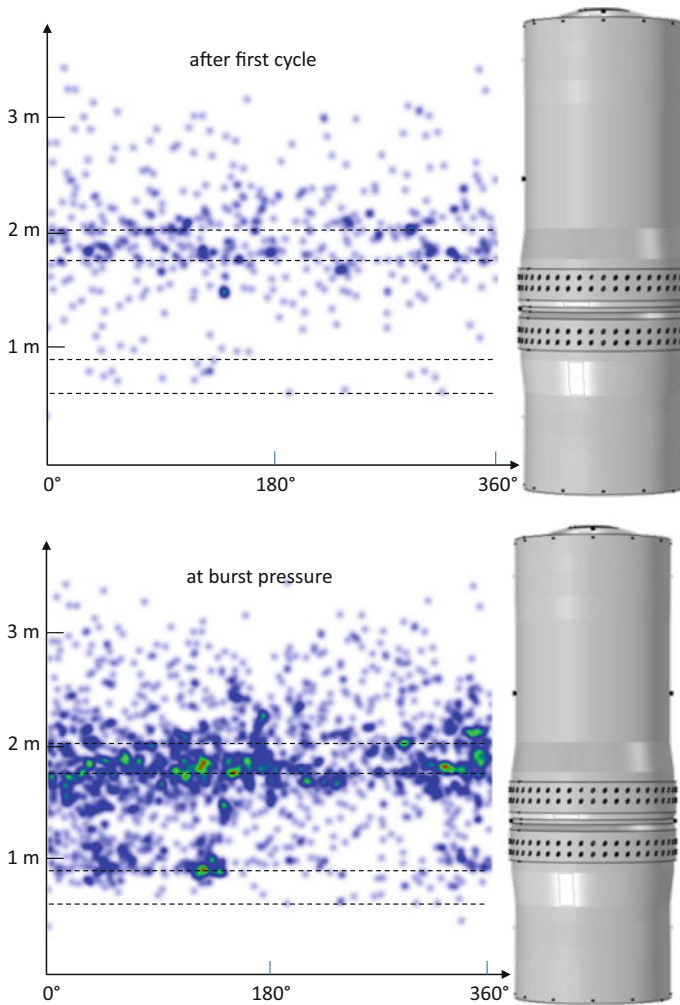 after first cycle
3 m
2 m
1 m
0° 180° 360°
at burst pressure
3 m
2 m
1 m
0° 180° 360°